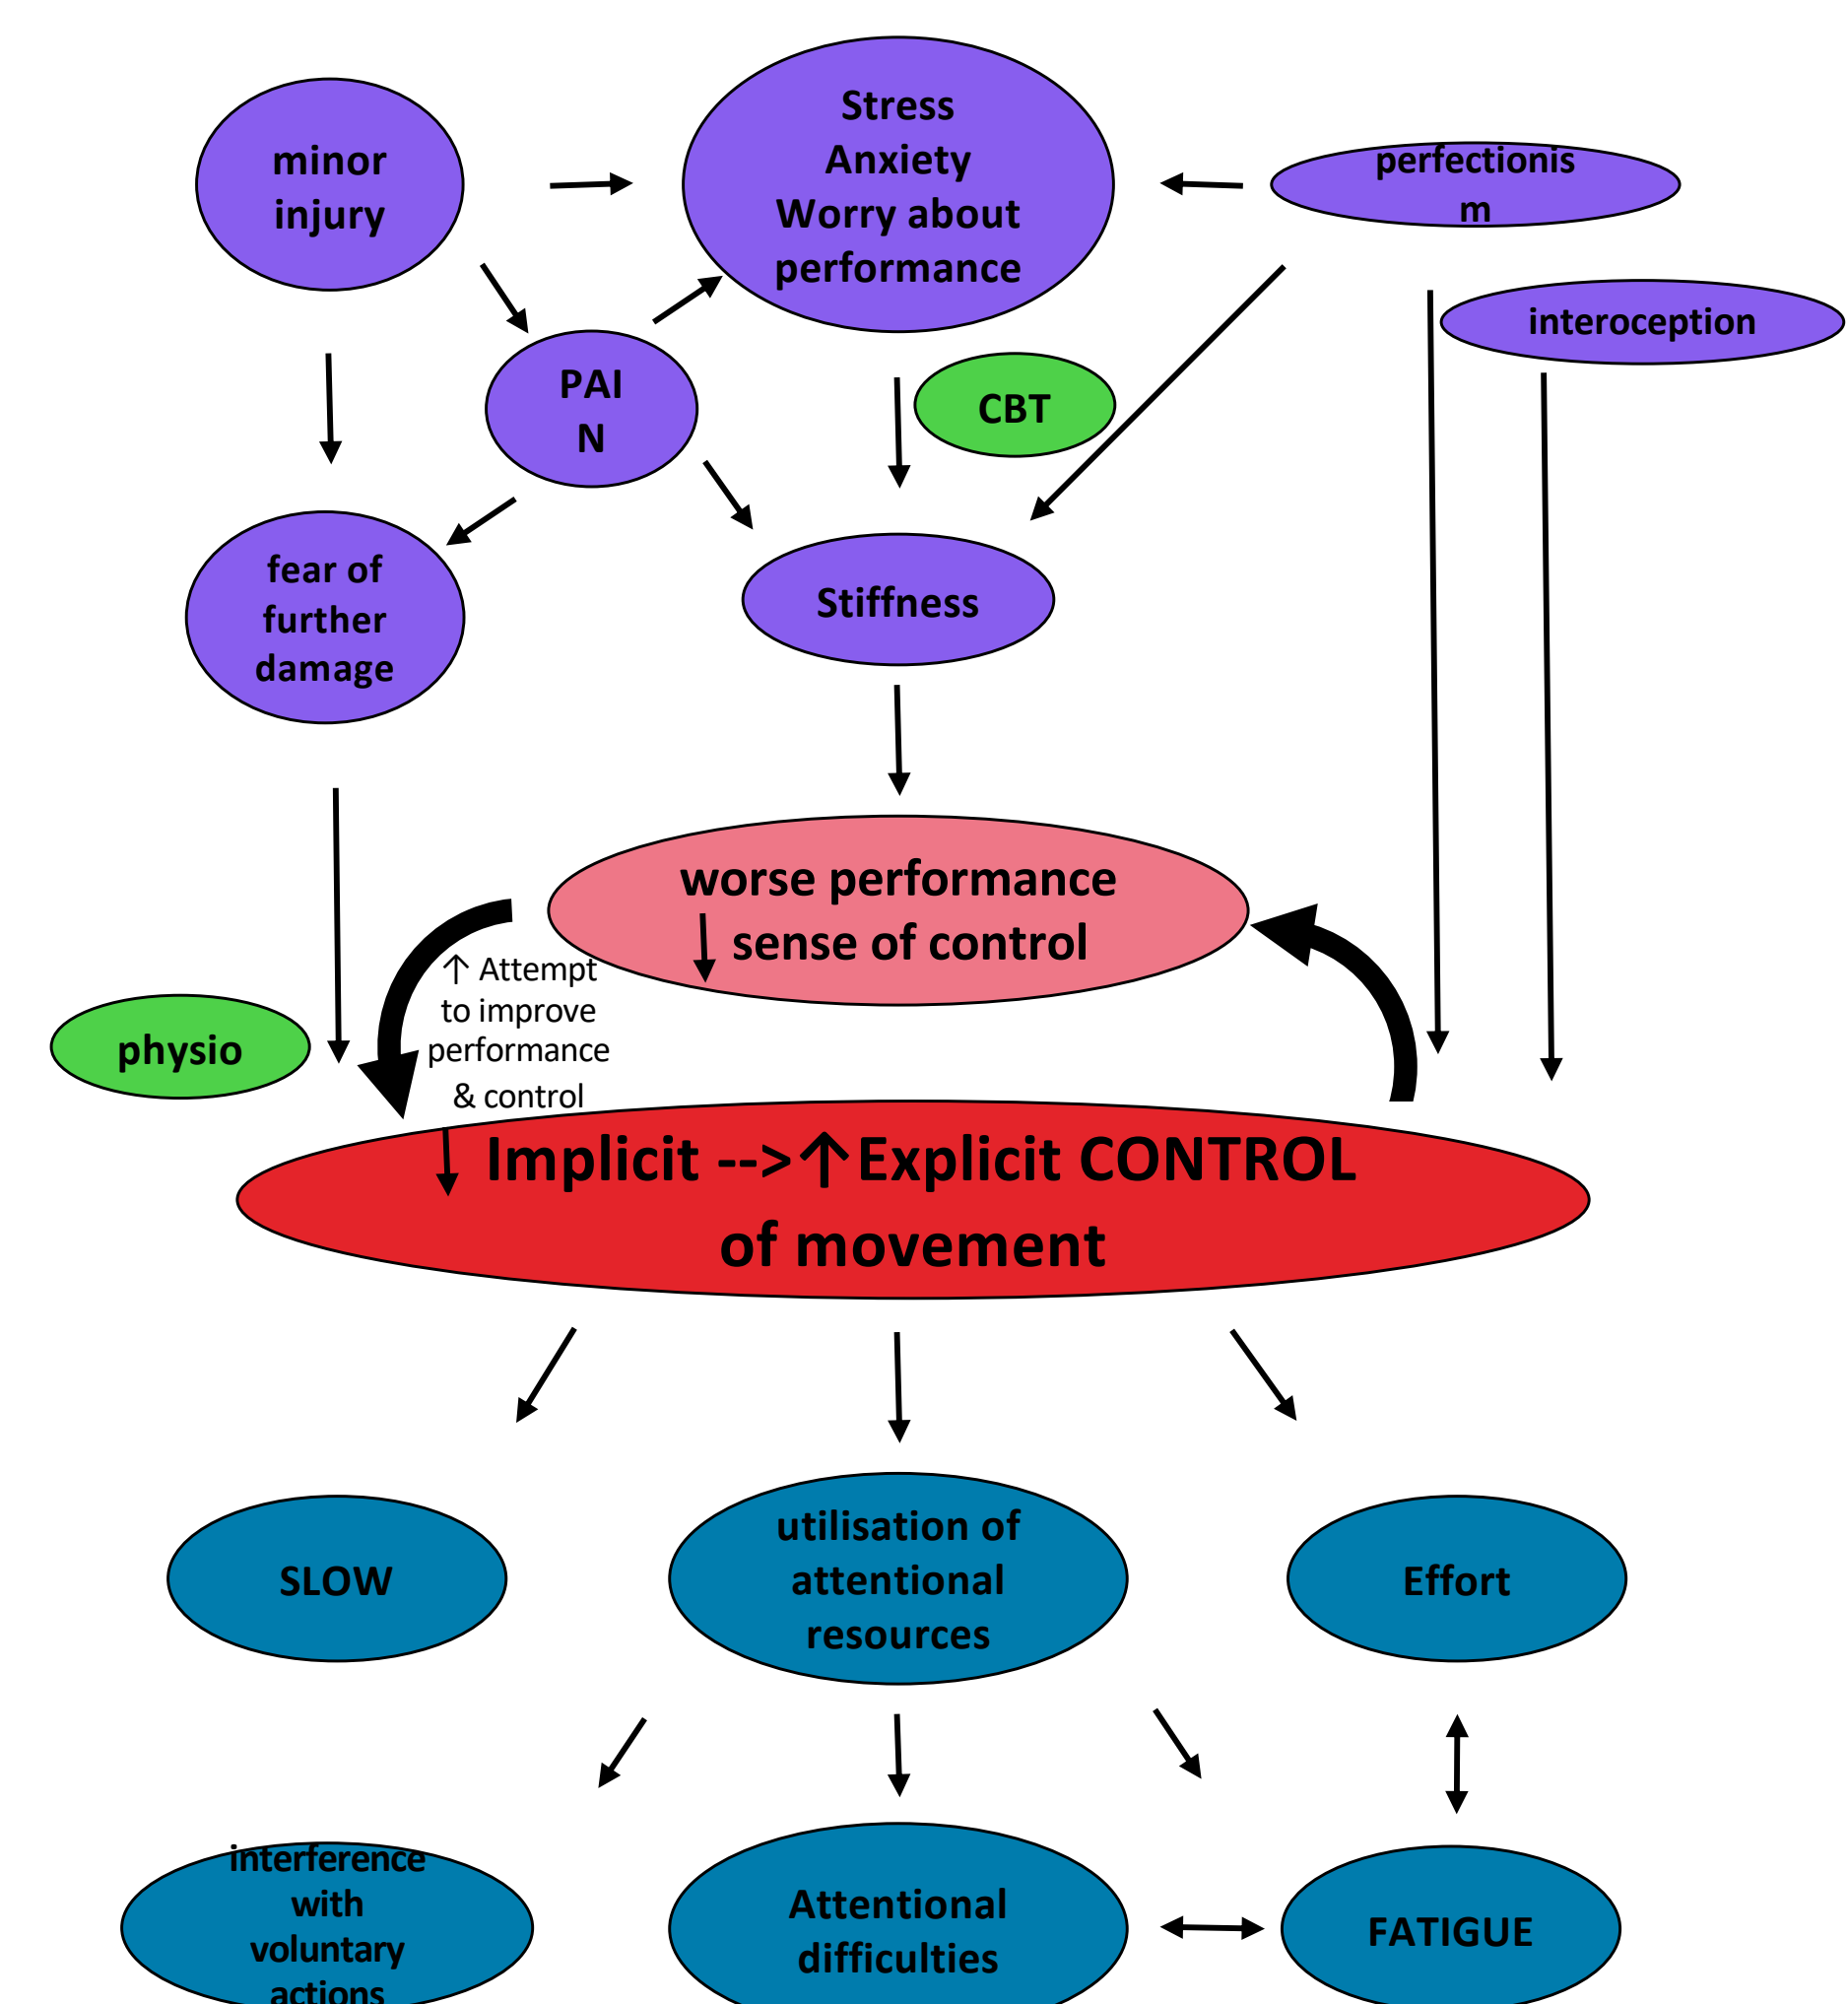 minor
injury
Stress
Anxiety
Worry about
performance
perfectionis
m
interoception
PAI
N
CBT
fear of
further
damage
Stiffness
worse performance
sense of control
↑ Attempt
to improve
performance
& control
physio
Implicit -->↑Explicit CONTROL
of movement
SLOW
utilisation of
attentional
resources
Effort
interference
with
voluntary
actions
Attentional
difficulties
FATIGUE